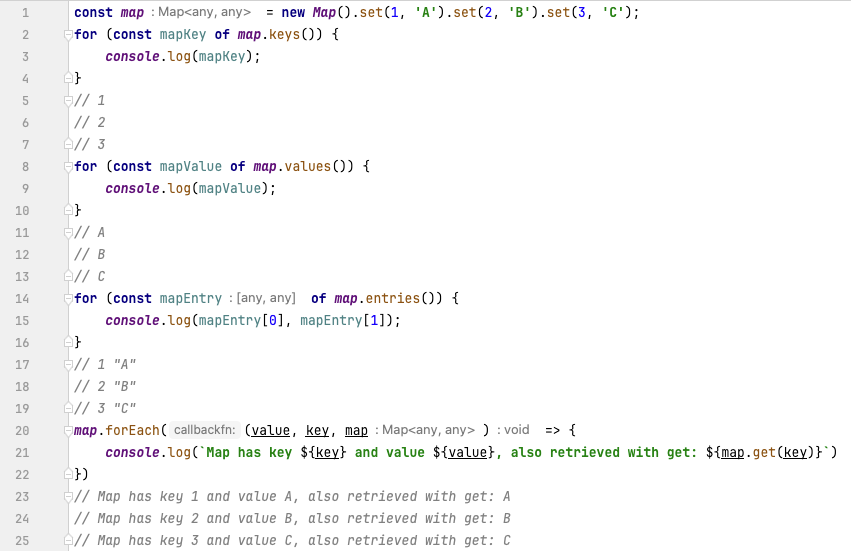 1 const map : Map<any, any> = new Map().set(1, 'A').set(2, 'B').set(3, 'C');
2 for (const mapKey of map.keys()) {
3 console.log(mapKey);
4 }
5 // 1
6 // 2
7 // 3
8 for (const mapValue of map.values()) {
9 console.log(mapValue);
10 }
11 // A
12 // B
13 // C
14 for (const mapEntry : [any, any] of map.entries()) {
15 console.log(mapEntry[0], mapEntry[1]);
16 }
17 // 1 "A"
18 // 2 "B"
19 // 3 "C"
20 map.forEach( callbackfn: (value, key, map : Map<any, any> ) : void => {
21 console.log(`Map has key ${key} and value ${value}, also retrieved with get: ${map.get(key)}`)
22 })
23 // Map has key 1 and value A, also retrieved with get: A
24 // Map has key 2 and value B, also retrieved with get: B
25 // Map has key 3 and value C, also retrieved with get: C